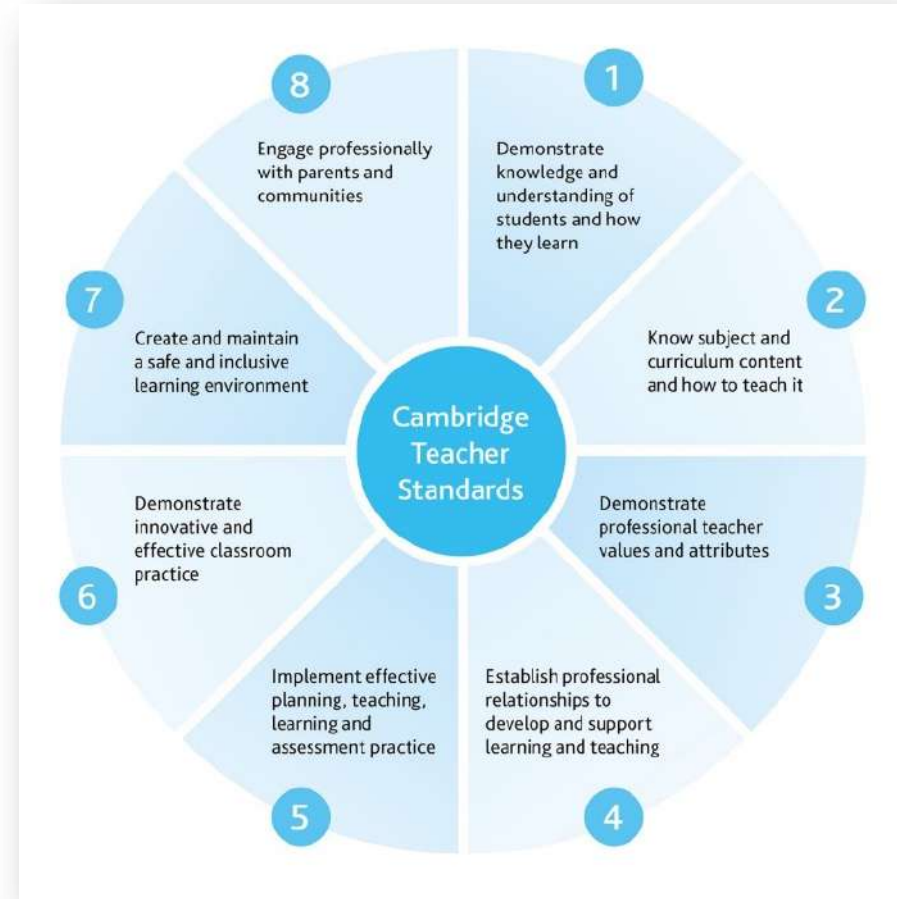 1
Demonstrate
knowledge and
understanding of
students and how
they learn
2
Know subject and
curriculum content
and how to teach it
3
Demonstrate
professional teacher
values and attributes
4
Establish professional
relationships to
develop and support
learning and teaching
5
Implement effective
planning, teaching,
learning and
assessment practice
6
Demonstrate
innovative and
effective classroom
practice
7
Create and maintain
a safe and inclusive
learning environment
8
Engage professionally
with parents and
communities
Cambridge
Teacher
Standards